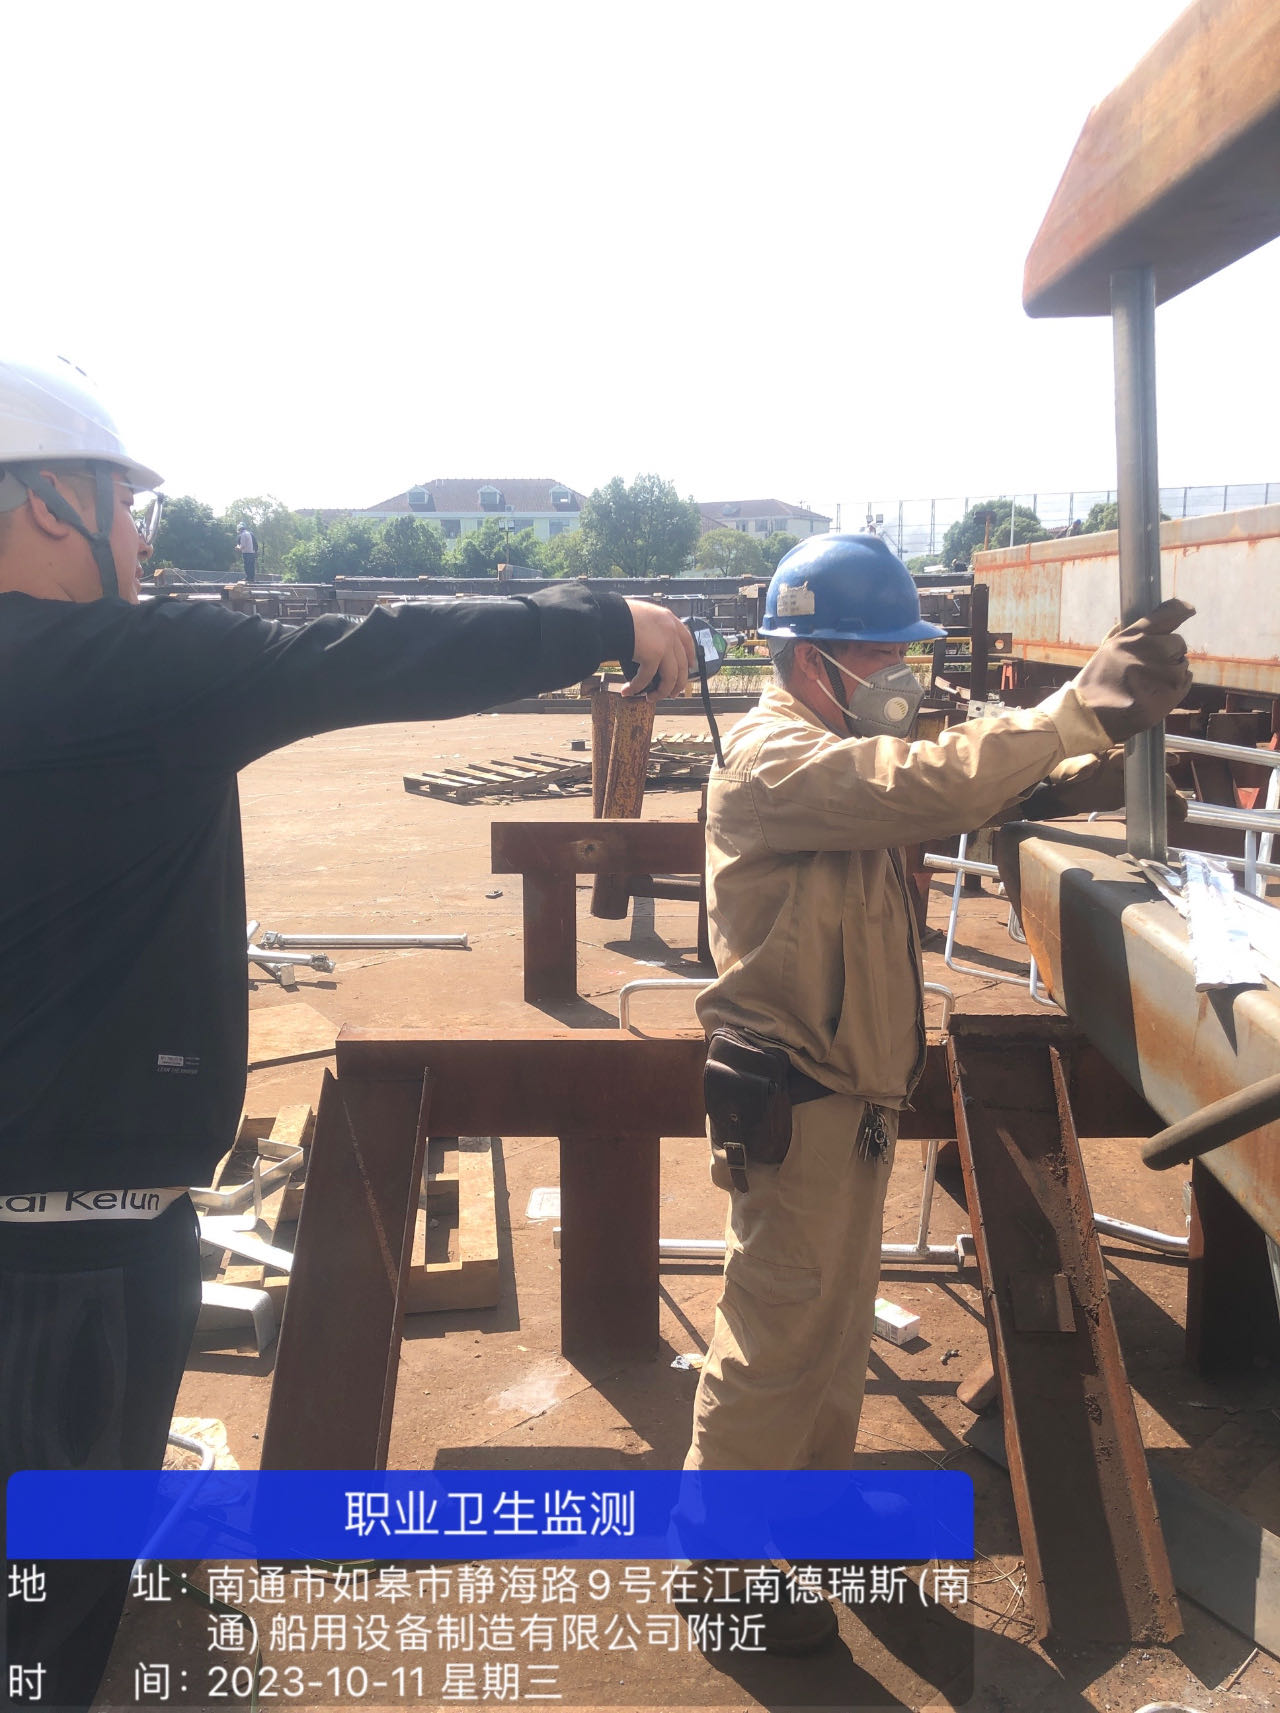 ai Kelun
职业卫生监测
地 址：南通市如皋市静海路9号在江南德瑞斯(南
通)船用设备制造有限公司附近
时 间：2023-10-11 星期三